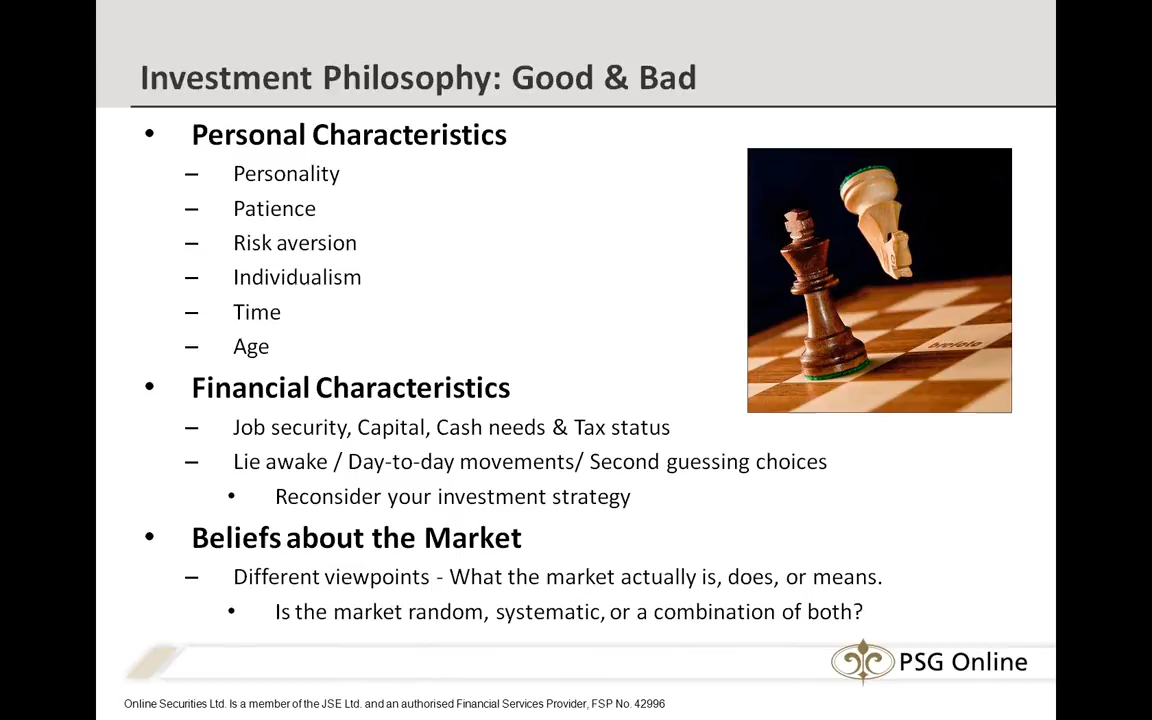 Investment Philosophy: Good & Bad
• Personal Characteristics
– Personality
– Patience
– Risk aversion
– Individualism
– Time
– Age
• Financial Characteristics
– Job security, Capital, Cash needs & Tax status
– Lie awake / Day-to-day movements/ Second guessing choices
• Reconsider your investment strategy
• Beliefs about the Market
– Different viewpoints - What the market actually is, does, or means.
• Is the market random, systematic, or a combination of both?
PSG Online
Online Securities Ltd. Is a member of the JSE Ltd. and an authorised Financial Services Provider, FSP No. 42996